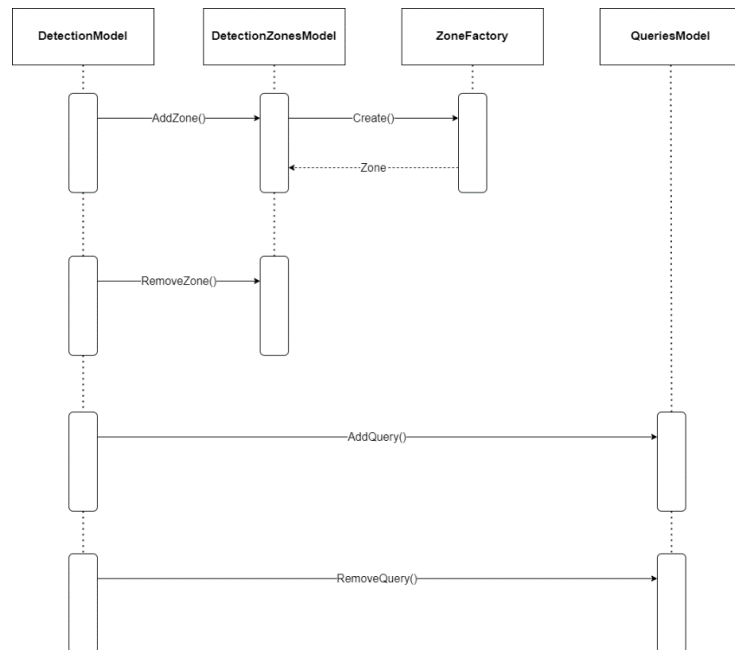 DetectionModel
DetectionZonesModel
ZoneFactory
QueriesModel
AddZone()
Create()
Zone
RemoveZone()
AddQuery()
RemoveQuery()